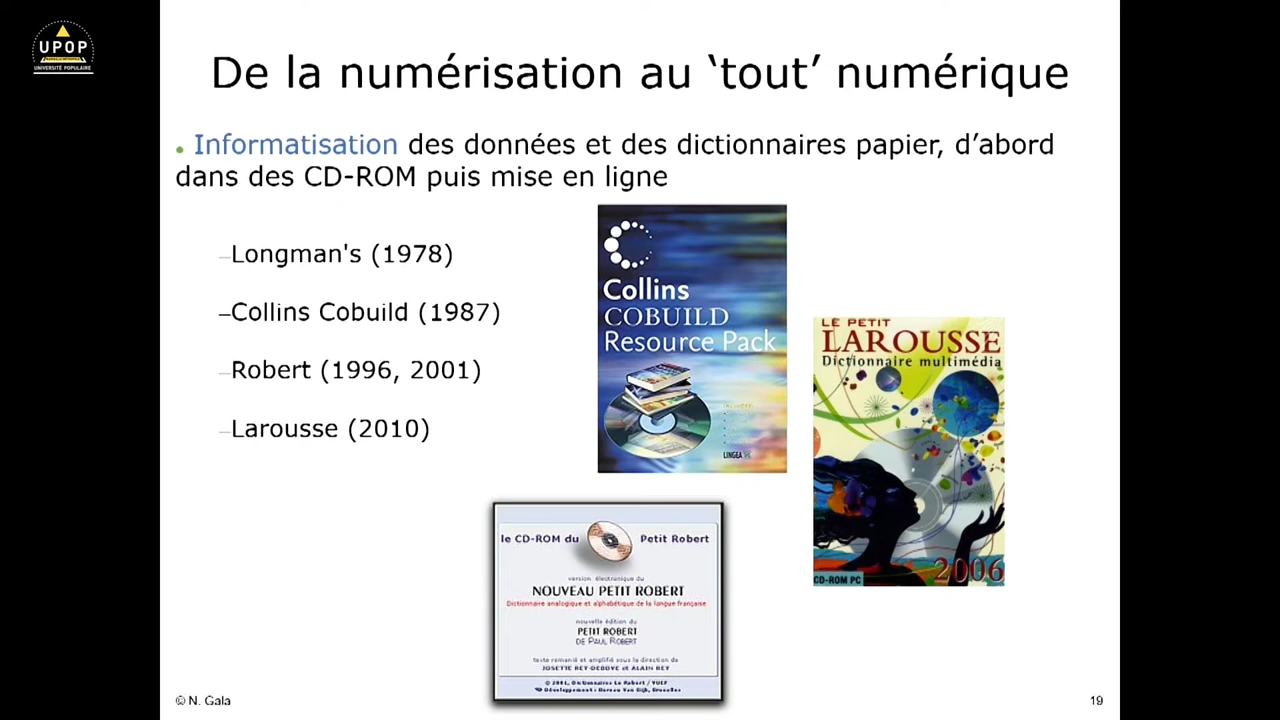 UPOP
UNIVERSITÉ POPULAIRE
De la numérisation au ‘tout’ numérique
• Informatisation des données et des dictionnaires papier, d’abord
dans des CD-ROM puis mise en ligne
–Longman's (1978)
–Collins Cobuild (1987)
–Robert (1996, 2001)
–Larousse (2010)
Collins
COBUILD
Resource Pack
LINGEA
LE PETIT
LAROUSSE
Dictionnaire multimédia
2006
CD-ROM PC
le CD-ROM du Petit Robert
version électronique du
NOUVEAU PETIT ROBERT
Dictionnaire analogique et alphabétique de la langue française
nouvelle édition du
PETIT ROBERT
DE PAUL ROBERT
texte remanié et amplifié sous la direction de
JOSETTE REY-DEBOVE et ALAIN REY
© 2001, Dictionnaires Le Robert / VUEF
Développement : Bureau Van Dijk, Bruxelles
© N. Gala
19